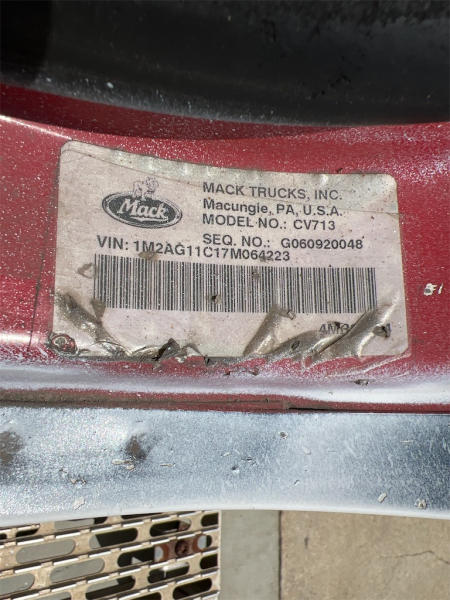 Mack
MACK TRUCKS, INC.
Macungie, PA, U.S.A.
MODEL NO.: CV713
SEQ. NO.: G060920048
VIN: 1M2AG11C17M064223